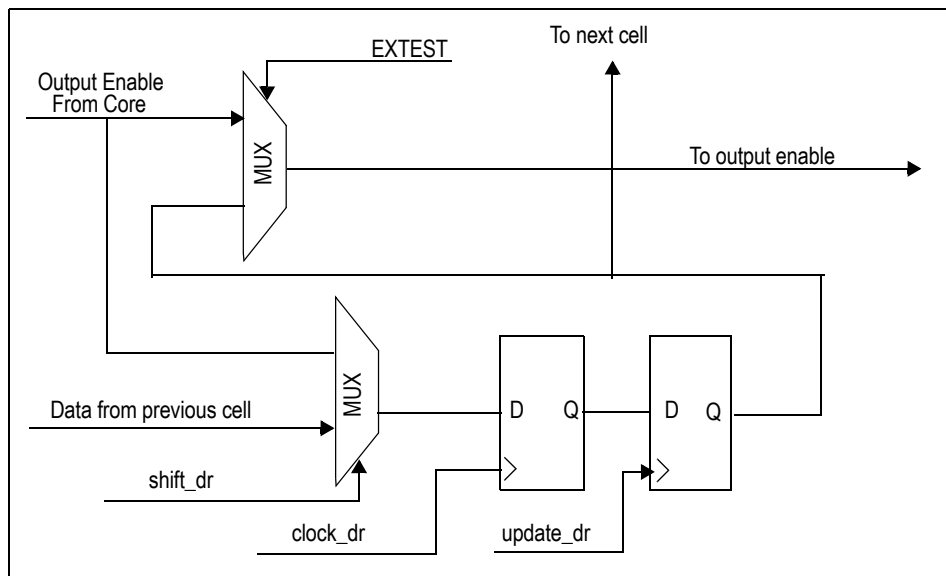 To next cell
EXTEST
Output Enable
From Core
MUX
To output enable
MUX
D Q
D Q
Data from previous cell
shift_dr
clock_dr
update_dr